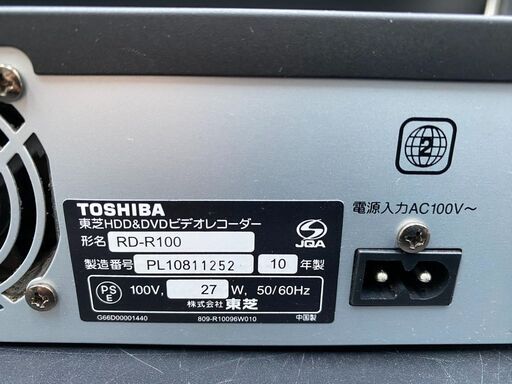 2
電源入力AC100V～
TOSHIBA
東芝HDD&DVDビデオレコーダー
形名 RD-R100
JQA
製造番号 PL10811252 10 年製
PS E 100V, 27 W, 50/60Hz
株式会社 東芝
G66D00001440 809-R10096W010 中国製